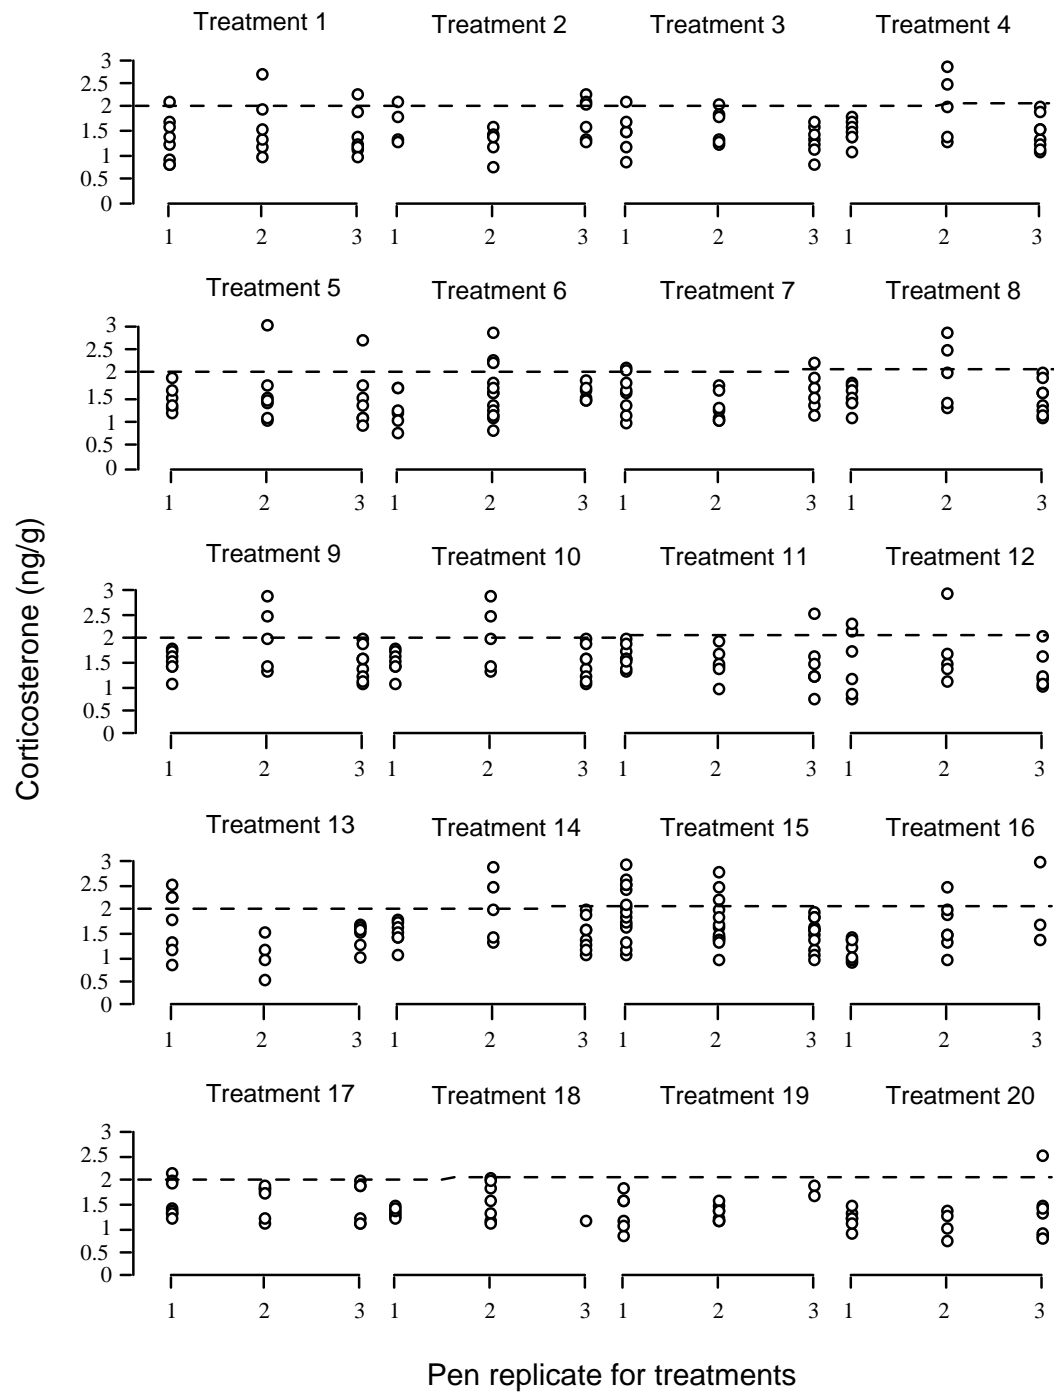 Treatment 1 Treatment 2 Treatment 3 Treatment 4
3
2.5
2
1.5
1
0.5
0
1 2 3 1 2 3 1 2 3 1 2 3
Treatment 5 Treatment 6 Treatment 7 Treatment 8
3
2.5
2
1.5
1
0.5
0
1 2 3 1 2 3 1 2 3 1 2 3
Corticosterone (ng/g)
Treatment 9 Treatment 10 Treatment 11 Treatment 12
3
2.5
2
1.5
1
0.5
0
1 2 3 1 2 3 1 2 3 1 2 3
Treatment 13 Treatment 14 Treatment 15 Treatment 16
3
2.5
2
1.5
1
0.5
0
1 2 3 1 2 3 1 2 3 1 2 3
Treatment 17 Treatment 18 Treatment 19 Treatment 20
3
2.5
2
1.5
1
0.5
0
1 2 3 1 2 3 1 2 3 1 2 3
Pen replicate for treatments